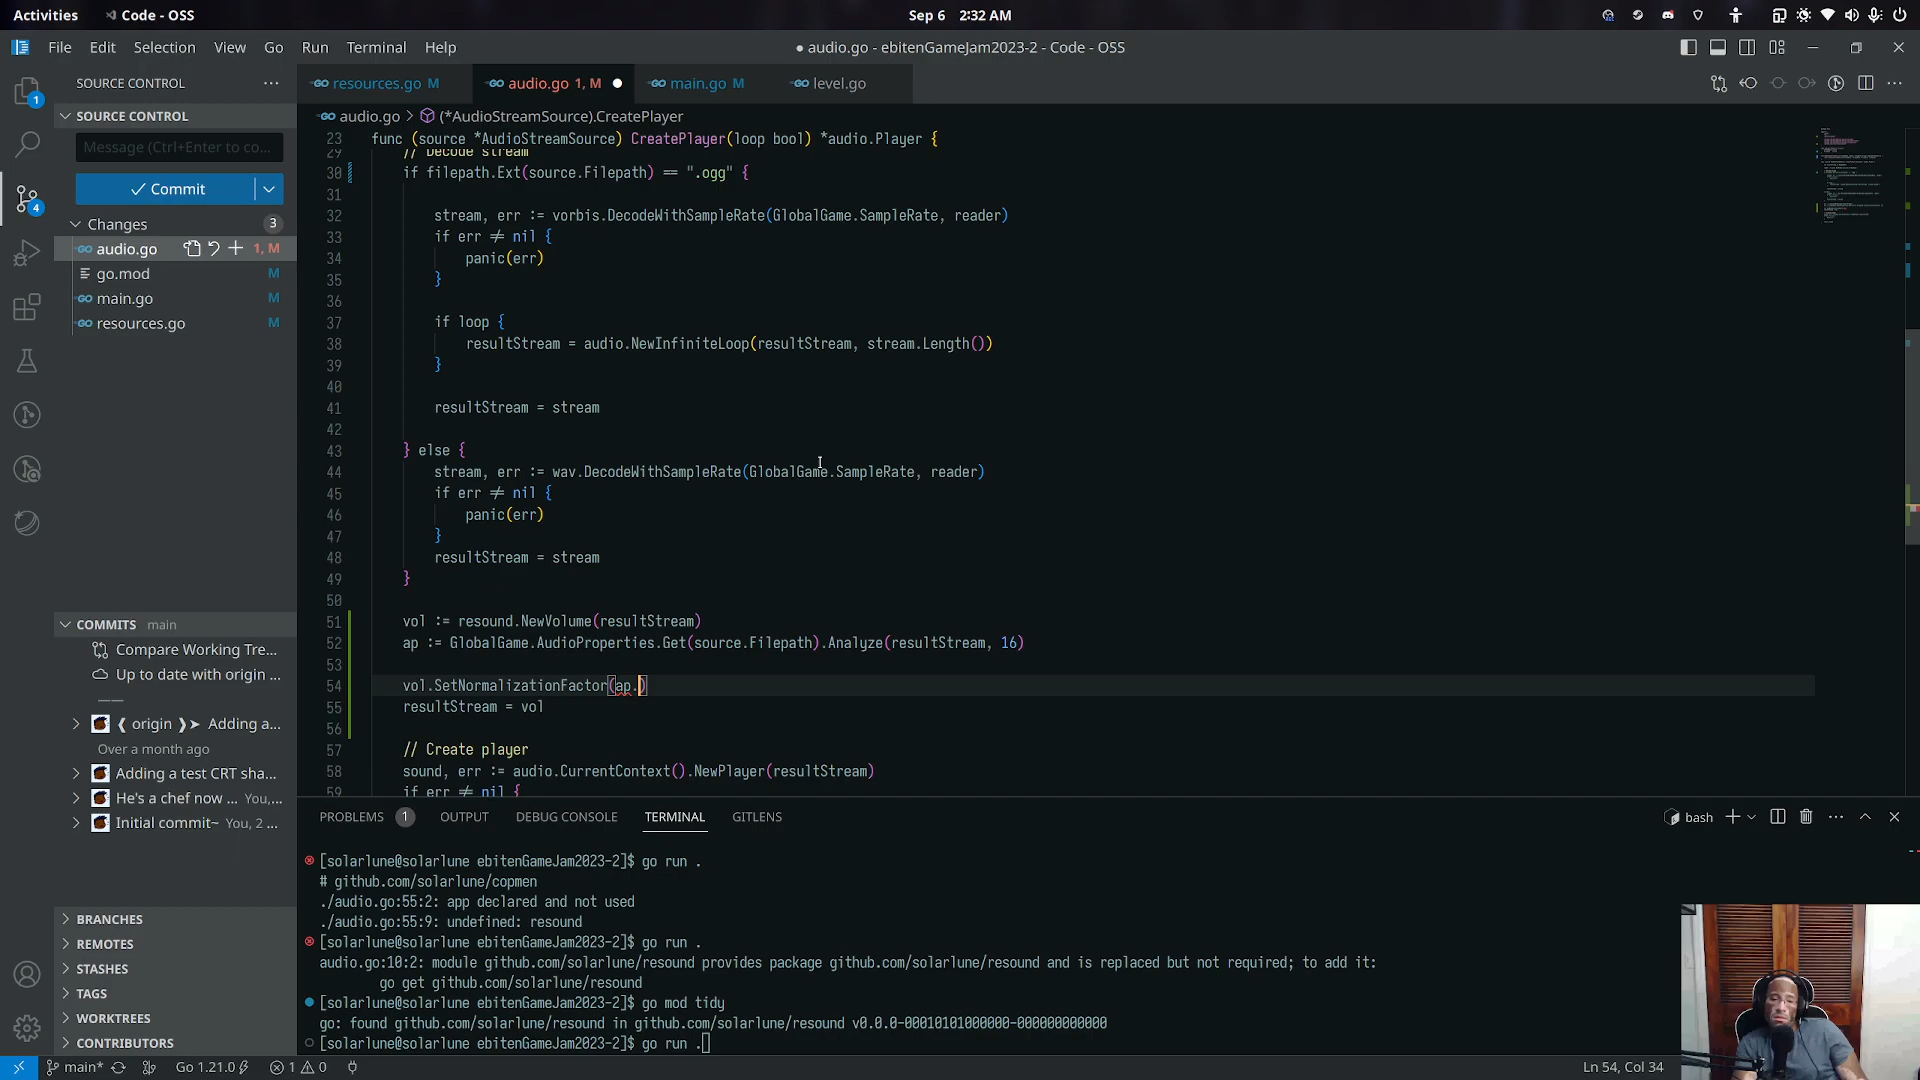 Activities
Code - OSS
Sep 6 2:32 AM
File Edit Selection View Go Run Terminal Help
● audio.go - ebitenGameJam2023-2 - Code - OSS
SOURCE CONTROL
resources.go M
audio.go 1, M
main.go M
level.go
SOURCE CONTROL
audio.go > (*AudioStreamSource).CreatePlayer
Message (Ctrl+Enter to co...
Commit
Changes 3
audio.go 1, M
go.mod M
main.go M
resources.go M
23 func (source *AudioStreamSource) CreatePlayer(loop bool) *audio.Player {
29 // Decode stream
30 if filepath.Ext(source.Filepath) == ".ogg" {
31
32 stream, err := vorbis.DecodeWithSampleRate(GlobalGame.SampleRate, reader)
33 if err ≠ nil {
34 panic(err)
35 }
36
37 if loop {
38 resultStream = audio.NewInfiniteLoop(resultStream, stream.Length())
39 }
40
41 resultStream = stream
42
43 } else {
44 stream, err := wav.DecodeWithSampleRate(GlobalGame.SampleRate, reader)
45 if err ≠ nil {
46 panic(err)
47 }
48 resultStream = stream
49 }
50
51 vol := resound.NewVolume(resultStream)
52 ap := GlobalGame.AudioProperties.Get(source.Filepath).Analyze(resultStream, 16)
53
54 vol.SetNormalizationFactor(ap.)
55 resultStream = vol
56
57 // Create player
58 sound, err := audio.CurrentContext().NewPlayer(resultStream)
59 if err ≠ nil {
COMMITS main
Compare Working Tre...
Up to date with origin ...
❰ origin ❱➤ Adding a...
Over a month ago
Adding a test CRT sha...
He's a chef now ... You,...
Initial commit~ You, 2 ...
BRANCHES
REMOTES
STASHES
TAGS
WORKTREES
CONTRIBUTORS
PROBLEMS 1 OUTPUT DEBUG CONSOLE TERMINAL GITLENS
bash
[solarlune@solarlune ebitenGameJam2023-2]$ go run .
# github.com/solarlune/copmen
./audio.go:55:2: app declared and not used
./audio.go:55:9: undefined: resound
[solarlune@solarlune ebitenGameJam2023-2]$ go run .
audio.go:10:2: module github.com/solarlune/resound provides package github.com/solarlune/resound and is replaced but not required; to add it:
go get github.com/solarlune/resound
[solarlune@solarlune ebitenGameJam2023-2]$ go mod tidy
go: found github.com/solarlune/resound in github.com/solarlune/resound v0.0.0-00010101000000-000000000000
[solarlune@solarlune ebitenGameJam2023-2]$ go run .
main* Go 1.21.0 1 0
Ln 54, Col 34
1
4